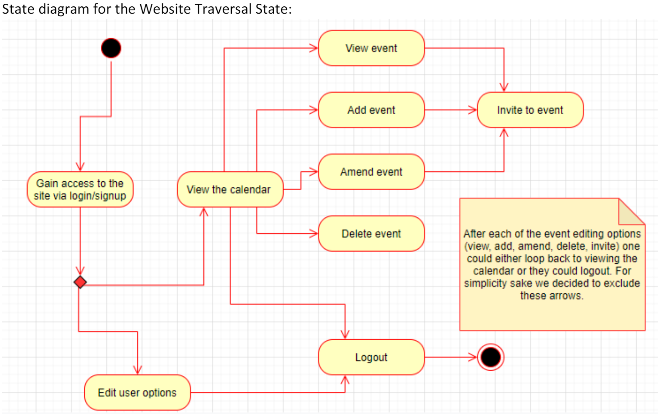 State diagram for the Website Traversal State:
View event
Add event
Invite to event
Gain access to the
site via login/signup
View the calendar
Amend event
Delete event
After each of the event editing options
(view, add, amend, delete, invite) one
could either loop back to viewing the
calendar or they could logout. For
simplicity sake we decided to exclude
these arrows.
Logout
Edit user options